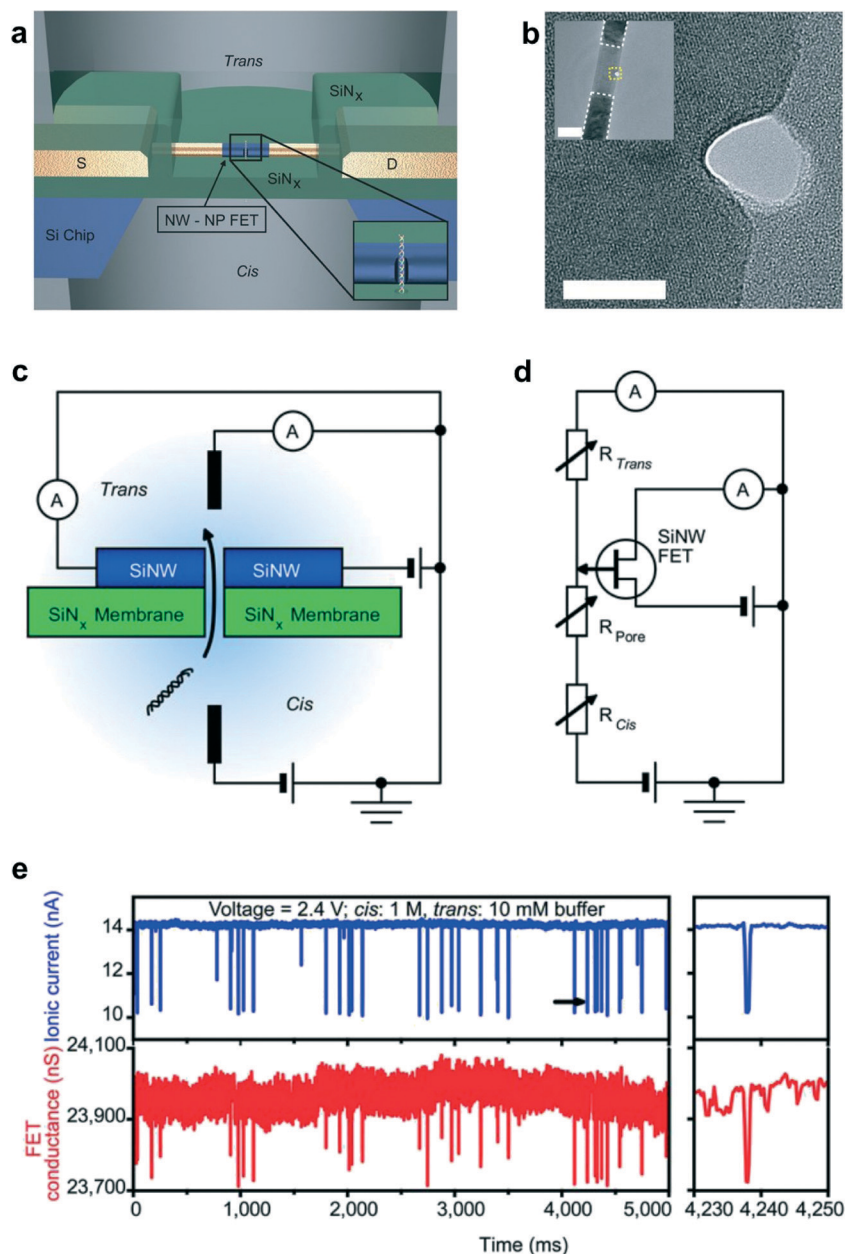 a
Trans
SiNx
S
D
SiNx
NW - NP FET
Si Chip
Cis
b
c
A
A
Trans
SiNW
SiNW
SiNx Membrane
SiNx Membrane
Cis
d
A
R Trans
A
SiNW
FET
R Pore
R Cis
e
Voltage = 2.4 V; cis: 1 M, trans: 10 mM buffer
Ionic current (nA)
14
12
10
FET
conductance (nS)
24,100
23,900
23,700
0
1,000
2,000
3,000
4,000
5,000
4,230
4,240
4,250
Time (ms)